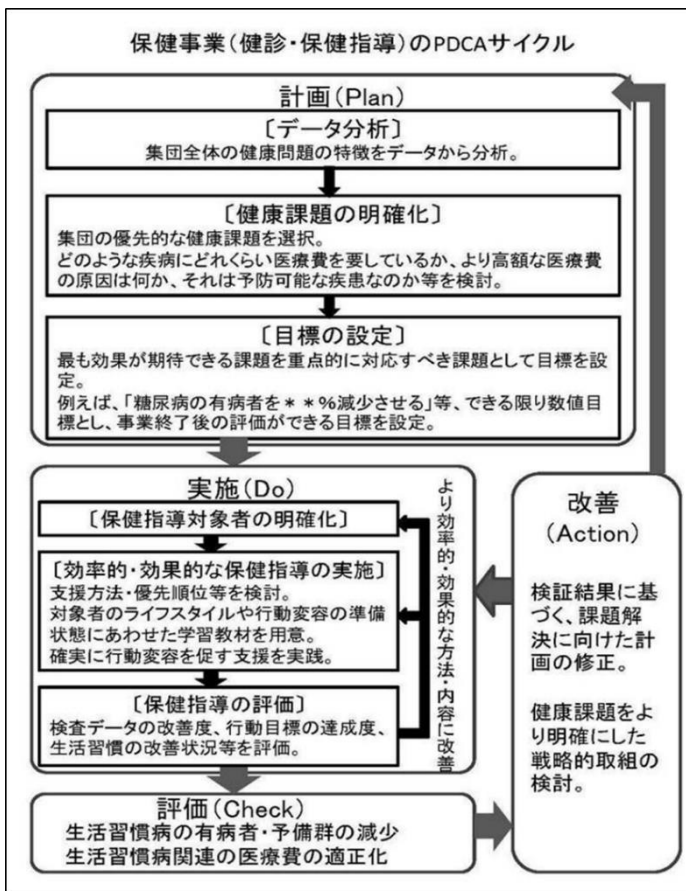 保健事業(健診・保健指導)のPDCAサイクル
計画(Plan)
〔データ分析〕
集団全体の健康問題の特徴をデータから分析。
〔健康課題の明確化〕
集団の優先的な健康課題を選択。
どのような疾病にどれくらい医療費を要しているか、より高額な医療費
の原因は何か、それは予防可能な疾患なのか等を検討。
〔目標の設定〕
最も効果が期待できる課題を重点的に対応すべき課題として目標を設
定。
例えば、「糖尿病の有病者を**%減少させる」等、できる限り数値目
標とし、事業終了後の評価ができる目標を設定。
実施(Do)
〔保健指導対象者の明確化〕
〔効率的・効果的な保健指導の実施〕
支援方法・優先順位等を検討。
対象者のライフスタイルや行動変容の準備
状態にあわせた学習教材を用意。
確実に行動変容を促す支援を実践。
〔保健指導の評価〕
検査データの改善度、行動目標の達成度、
生活習慣の改善状況等を評価。
より効率的・効果的な方法・内容に改善
評価(Check)
生活習慣病の有病者・予備群の減少
生活習慣病関連の医療費の適正化
改善
(Action)
検証結果に基
づく、課題解
決に向けた計
画の修正。
健康課題をよ
り明確にした
戦略的取組の
検討。